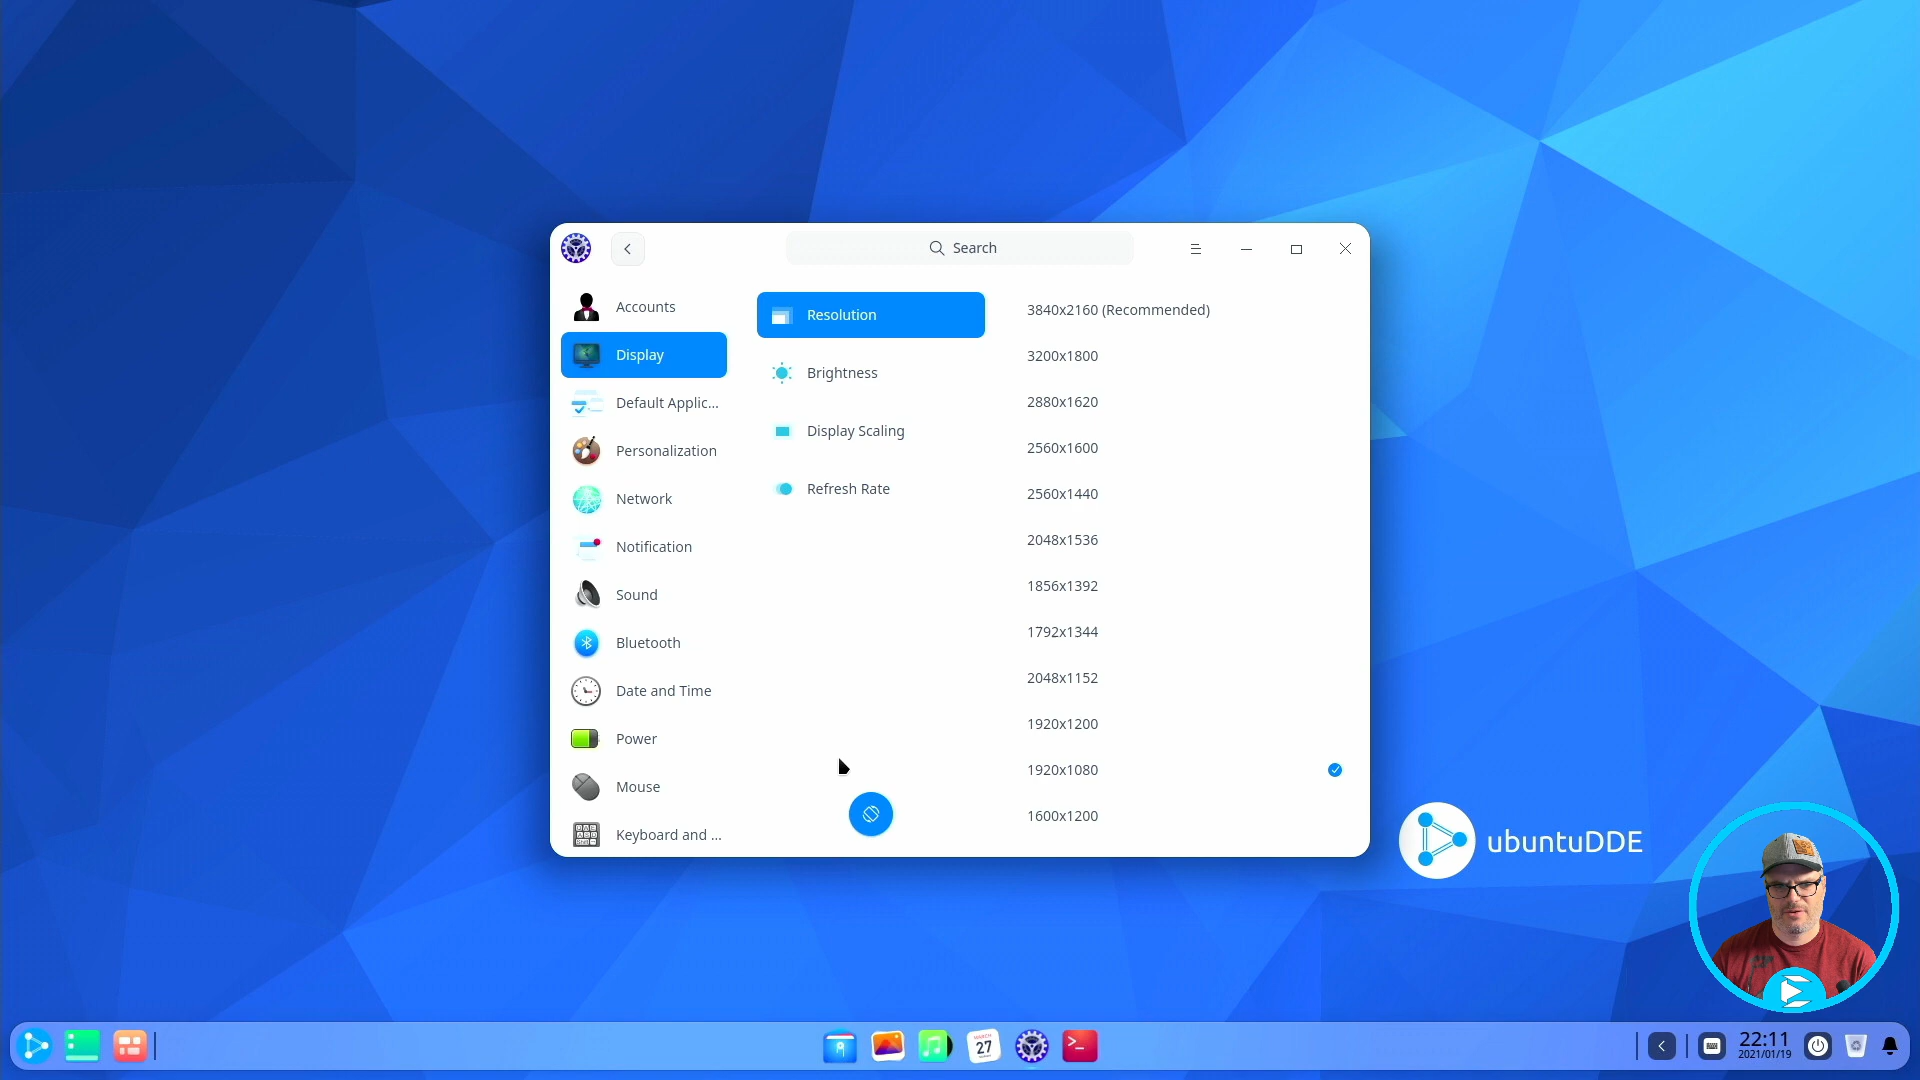 Search
Accounts
Display
Default Applic...
Personalization
Network
Notification
Sound
Bluetooth
Date and Time
Power
Mouse
Keyboard and ...
Resolution
Brightness
Display Scaling
Refresh Rate
3840x2160 (Recommended)
3200x1800
2880x1620
2560x1600
2560x1440
2048x1536
1856x1392
1792x1344
2048x1152
1920x1200
1920x1080
1600x1200
ubuntuDDE
MARCH
27
>_
22:11
2021/01/19